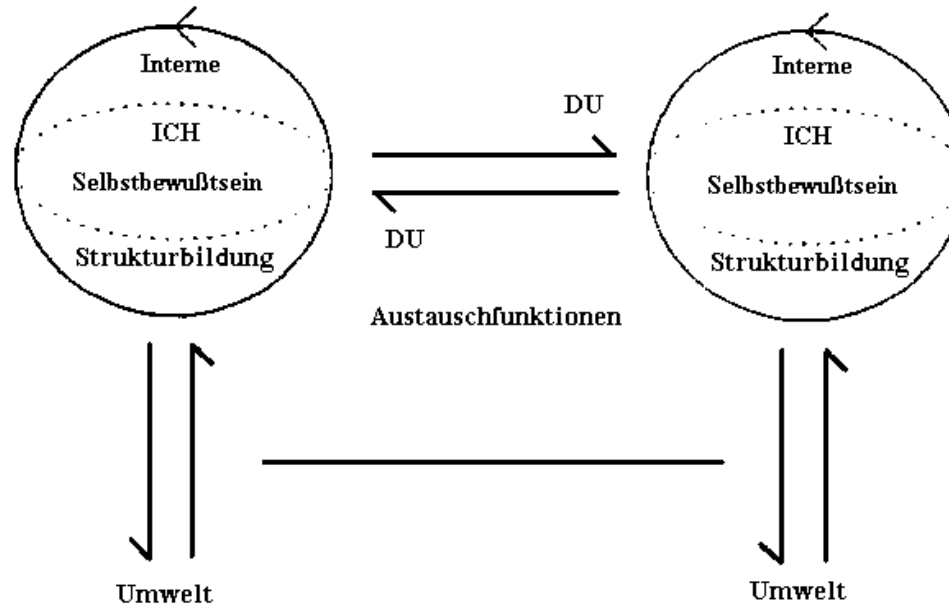 Interne
ICH
Selbstbewußtsein
Strukturbildung
DU
DU
Austauschfunktionen
Interne
ICH
Selbstbewußtsein
Strukturbildung
Umwelt
Umwelt